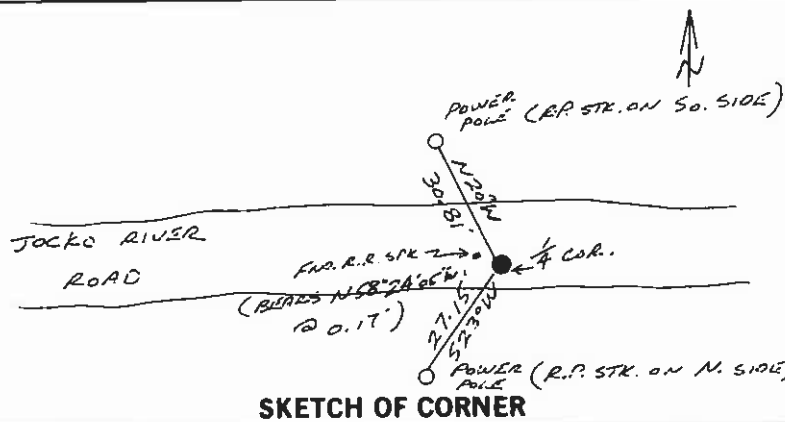 N
POWER
POLE (R.P. STK. ON SO. SIDE)
N20°W
30.81'
JOCKO RIVER
ROAD
FND. R.R. SPK
1/4 COR.
(BEARS N58°24'06"W
@ 0.17')
27.15'
S23°W
POWER
POLE (R.P. STK. ON N. SIDE)
SKETCH OF CORNER